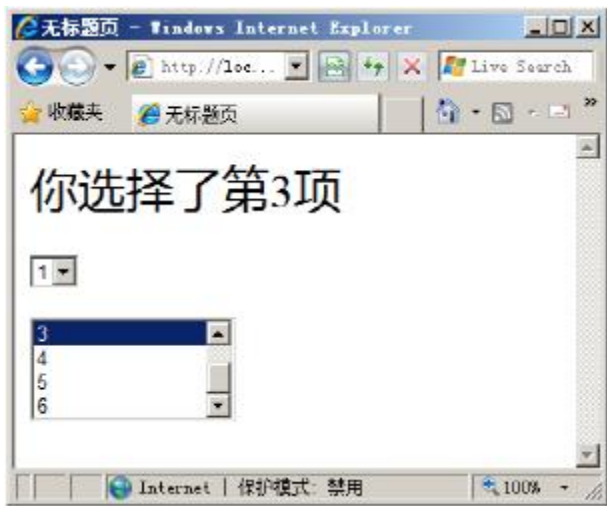 无标题页 - Windows Internet Explorer
http://loc... Live Search
收藏夹 无标题页 »
你选择了第3项
1
3
4
5
6
Internet | 保护模式: 禁用 100%